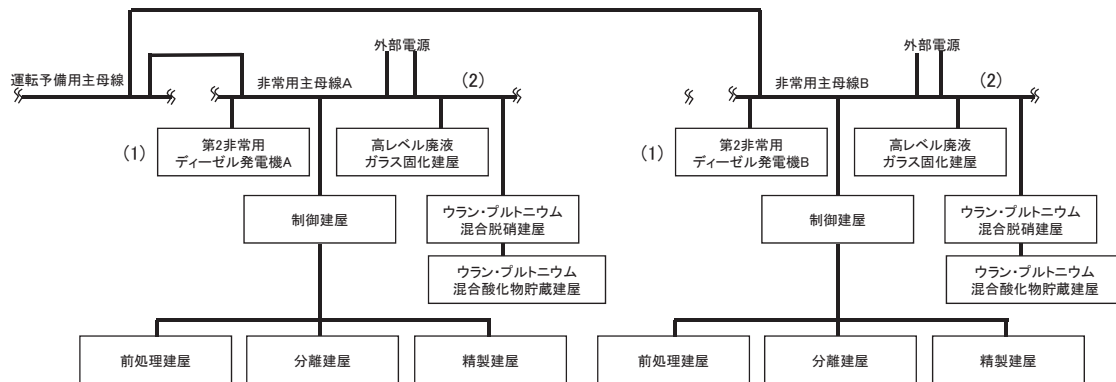 運転予備用主母線
非常用主母線A
外部電源
(2)
(1)
第2非常用
ディーゼル発電機A
高レベル廃液
ガラス固化建屋
制御建屋
ウラン・プルトニウム
混合脱硝建屋
ウラン・プルトニウム
混合酸化物貯蔵建屋
前処理建屋
分離建屋
精製建屋
非常用主母線B
外部電源
(2)
(1)
第2非常用
ディーゼル発電機B
高レベル廃液
ガラス固化建屋
制御建屋
ウラン・プルトニウム
混合脱硝建屋
ウラン・プルトニウム
混合酸化物貯蔵建屋
前処理建屋
分離建屋
精製建屋